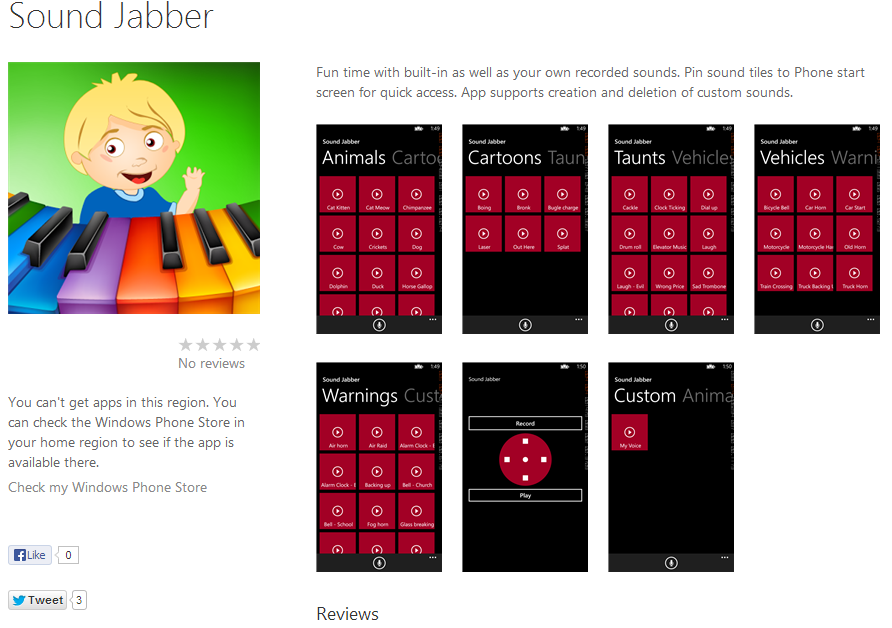 Sound Jabber
Fun time with built-in as well as your own recorded sounds. Pin sound tiles to Phone start
screen for quick access. App supports creation and deletion of custom sounds.
1:49
Sound Jabber
Animals Cartoo
Cat Kitten Cat Meow Chimpanzee
Cow Crickets Dog
Dolphin Duck Horse Gallop
1:49
Sound Jabber
Cartoons Taun
Boing Bronk Bugle charge
Laser Out Here Splat
1:49
Sound Jabber
Taunts Vehicles
Cackle Clock Ticking Dial up
Drum roll Elevator Music Laugh
Laugh - Evil Wrong Price Sad Trombone
1:49
Sound Jabber
Vehicles Warni
Bicycle Bell Car Horn Car Start
Motorcycle Motorcycle Ha Old Horn
Train Crossing Truck Backing Truck Horn
No reviews
You can't get apps in this region. You
can check the Windows Phone Store in
your home region to see if the app is
available there.
Check my Windows Phone Store
Like 0
Tweet 3
1:49
Sound Jabber
Warnings Cust
Air horn Air Raid Alarm Clock -
Alarm Clock - Backing up Bell - Church
Bell - School Fog horn Glass breaking
1:50
Sound Jabber
Record
Play
1:50
Sound Jabber
Custom Anima
My Voice
Reviews